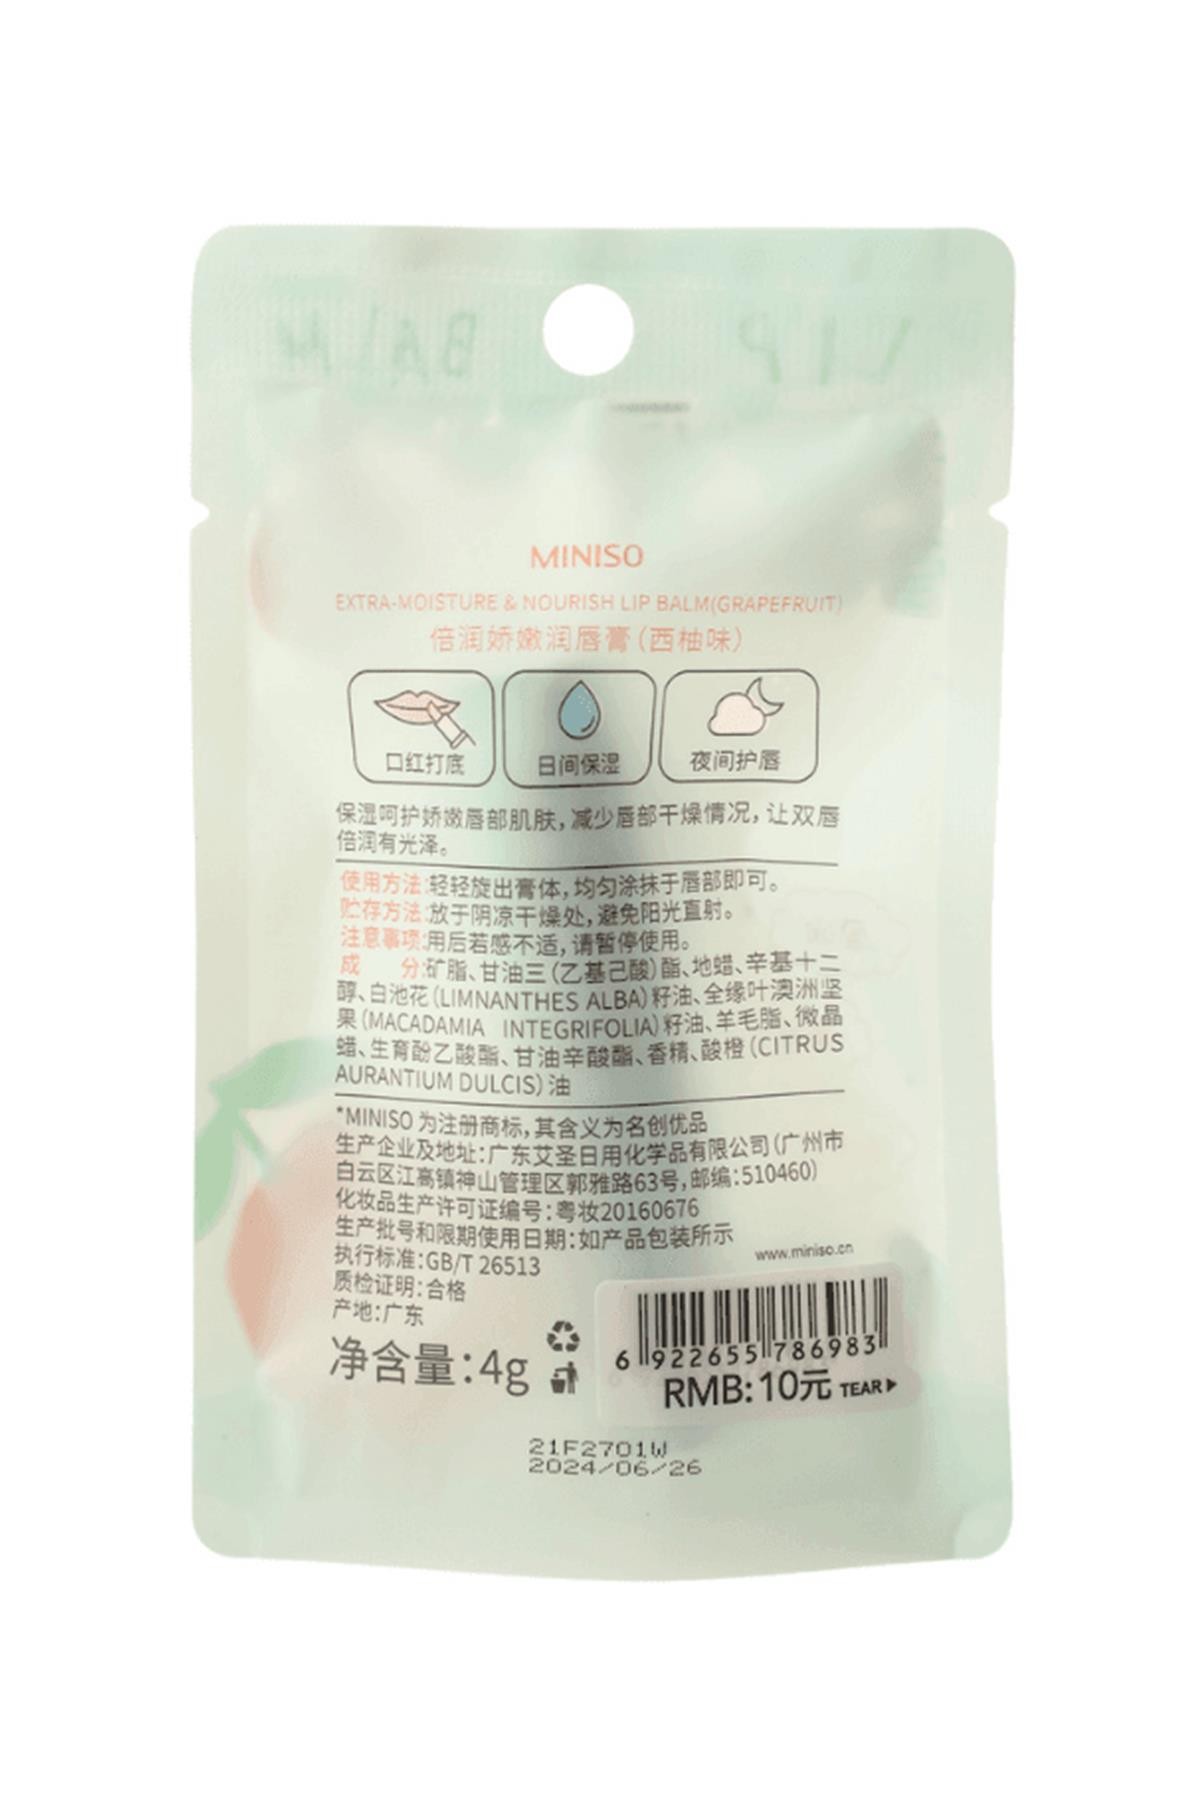 LIP BALM
MINISO
EXTRA-MOISTURE & NOURISH LIP BALM(GRAPEFRUIT)
倍润娇嫩润唇膏(西柚味)
口红打底
日间保湿
夜间护唇
保湿呵护娇嫩唇部肌肤,减少唇部干燥情况,让双唇
倍润有光泽。
使用方法:轻轻旋出膏体,均匀涂抹于唇部即可。
贮存方法:放于阴凉干燥处,避免阳光直射。
注意事项:用后若感不适,请暂停使用。
成 分:矿脂、甘油三(乙基己酸)酯、地蜡、辛基十二
醇、白池花(LIMNANTHES ALBA)籽油、全缘叶澳洲坚
果(MACADAMIA INTEGRIFOLIA)籽油、羊毛脂、微晶
蜡、生育酚乙酸酯、甘油辛酸酯、香精、酸橙(CITRUS
AURANTIUM DULCIS)油
*MINISO 为注册商标,其含义为名创优品
生产企业及地址:广东艾圣日用化学品有限公司(广州市
白云区江高镇神山管理区郭雅路63号,邮编:510460)
化妆品生产许可证编号:粤妆20160676
生产批号和限期使用日期:如产品包装所示
执行标准:GB/T 26513
www.miniso.cn
质检证明:合格
产地:广东
净含量:4g
6 922655 786983
RMB:10元 TEAR
21F2701W
2024/06/26